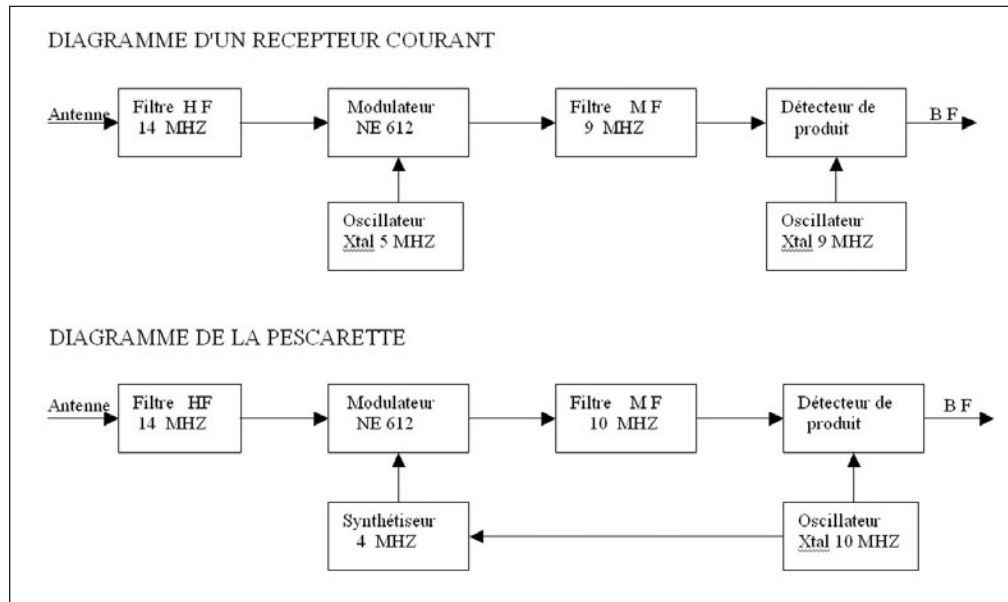 DIAGRAMME D'UN RECEPTEUR COURANT
Antenne
Filtre H F
14 MHZ
Modulateur
NE 612
Filtre M F
9 MHZ
Détecteur de
produit
B F
Oscillateur
Xtal 5 MHZ
Oscillateur
Xtal 9 MHZ
DIAGRAMME DE LA PESCARETTE
Antenne
Filtre HF
14 MHZ
Modulateur
NE 612
Filtre M F
10 MHZ
Détecteur de
produit
B F
Synthétiseur
4 MHZ
Oscillateur
Xtal 10 MHZ